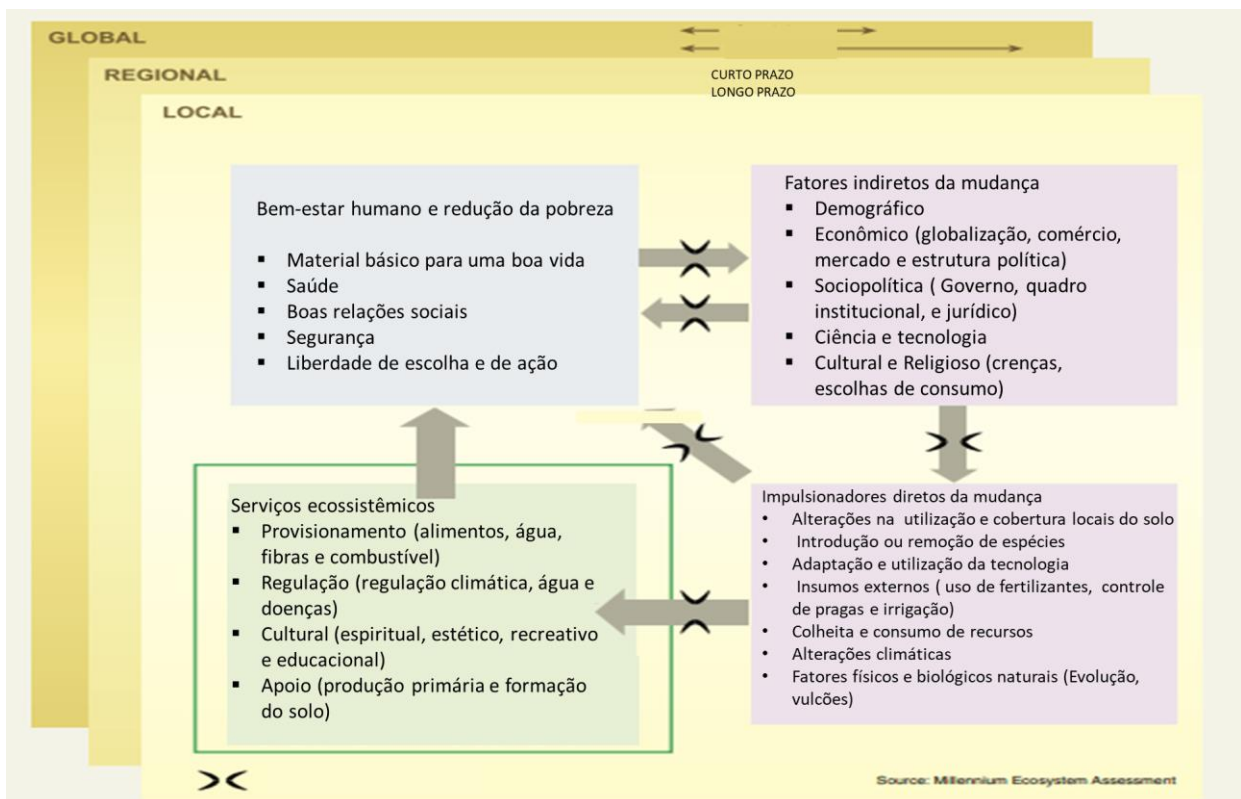 GLOBAL
REGIONAL
CURTO PRAZO
LONGO PRAZO
LOCAL
Bem-estar humano e redução da pobreza
▪ Material básico para uma boa vida
▪ Saúde
▪ Boas relações sociais
▪ Segurança
▪ Liberdade de escolha e de ação
Fatores indiretos da mudança
▪ Demográfico
▪ Econômico (globalização, comércio,
mercado e estrutura política)
▪ Sociopolítica ( Governo, quadro
institucional, e jurídico)
▪ Ciência e tecnologia
▪ Cultural e Religioso (crenças,
escolhas de consumo)
Serviços ecossistêmicos
▪ Provisionamento (alimentos, água,
fibras e combustível)
▪ Regulação (regulação climática, água e
doenças)
▪ Cultural (espiritual, estético, recreativo
e educacional)
▪ Apoio (produção primária e formação
do solo)
Impulsionadores diretos da mudança
• Alterações na utilização e cobertura locais do solo
• Introdução ou remoção de espécies
• Adaptação e utilização da tecnologia
• Insumos externos ( uso de fertilizantes, controle
de pragas e irrigação)
• Colheita e consumo de recursos
• Alterações climáticas
• Fatores físicos e biológicos naturais (Evolução,
vulcões)
Source: Millennium Ecosystem Assessment